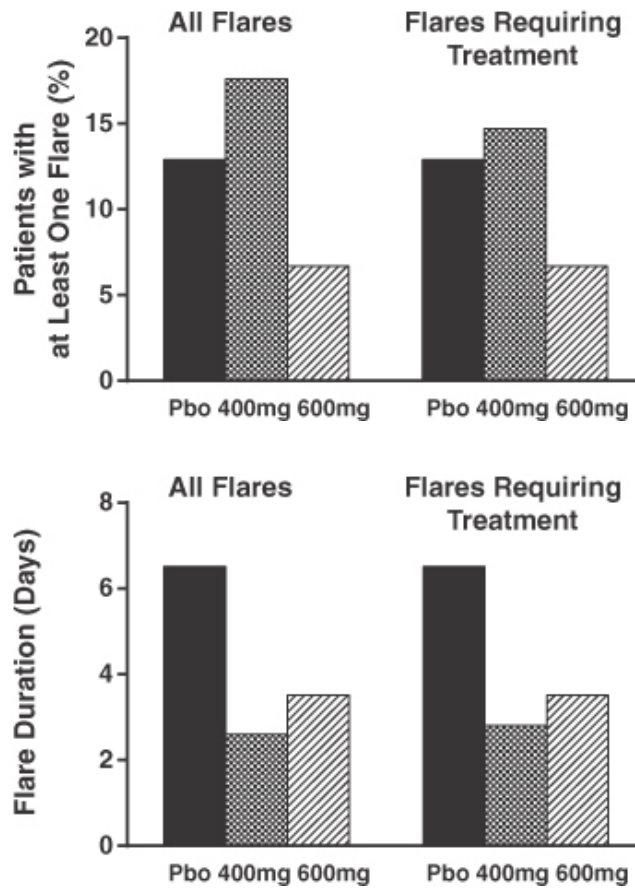 All Flares
Flares Requiring
Treatment
Patients with
at Least One Flare (%)
20
15
10
5
0
Pbo 400mg 600mg
Pbo 400mg 600mg
All Flares
Flares Requiring
Treatment
Flare Duration (Days)
8
6
4
2
0
Pbo 400mg 600mg
Pbo 400mg 600mg